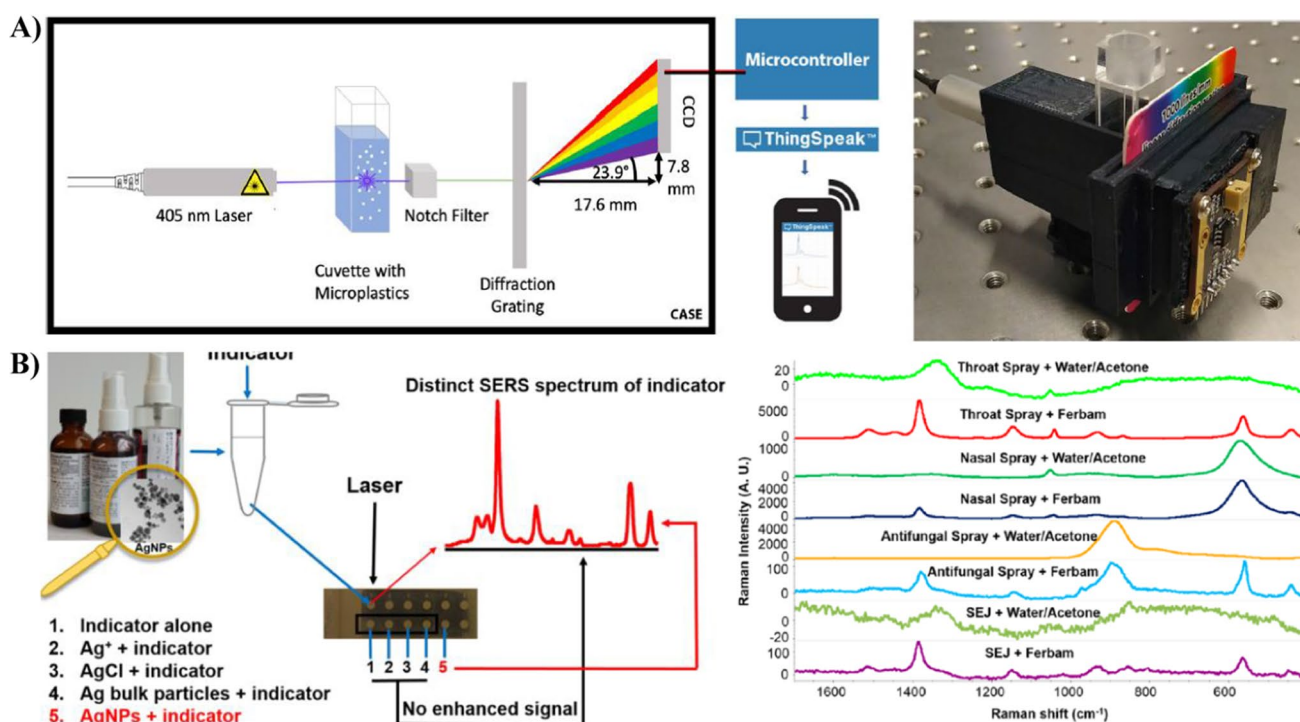 A)
405 nm Laser
Cuvette with
Microplastics
Notch Filter
Diffraction
Grating
23.9°
17.6 mm
7.8
mm
CCD
CASE
Microcontroller
ThingSpeak™
ThingSpeak™
1000 lines/mm
B)
Indicator
AgNPs
Laser
Distinct SERS spectrum of indicator
1. Indicator alone
2. Ag⁺ + indicator
3. AgCl + indicator
4. Ag bulk particles + indicator
5. AgNPs + indicator
1 2 3 4 5
No enhanced signal
Raman Intensity (A. U.)
20
0
Throat Spray + Water/Acetone
5000
0
Throat Spray + Ferbam
1000
0
Nasal Spray + Water/Acetone
4000
2000
0
Nasal Spray + Ferbam
4000
2000
0
Antifungal Spray + Water/Acetone
100
0
Antifungal Spray + Ferbam
0
-20
SEJ + Water/Acetone
100
0
SEJ + Ferbam
1600 1400 1200 1000 800 600
Raman shift (cm⁻¹)